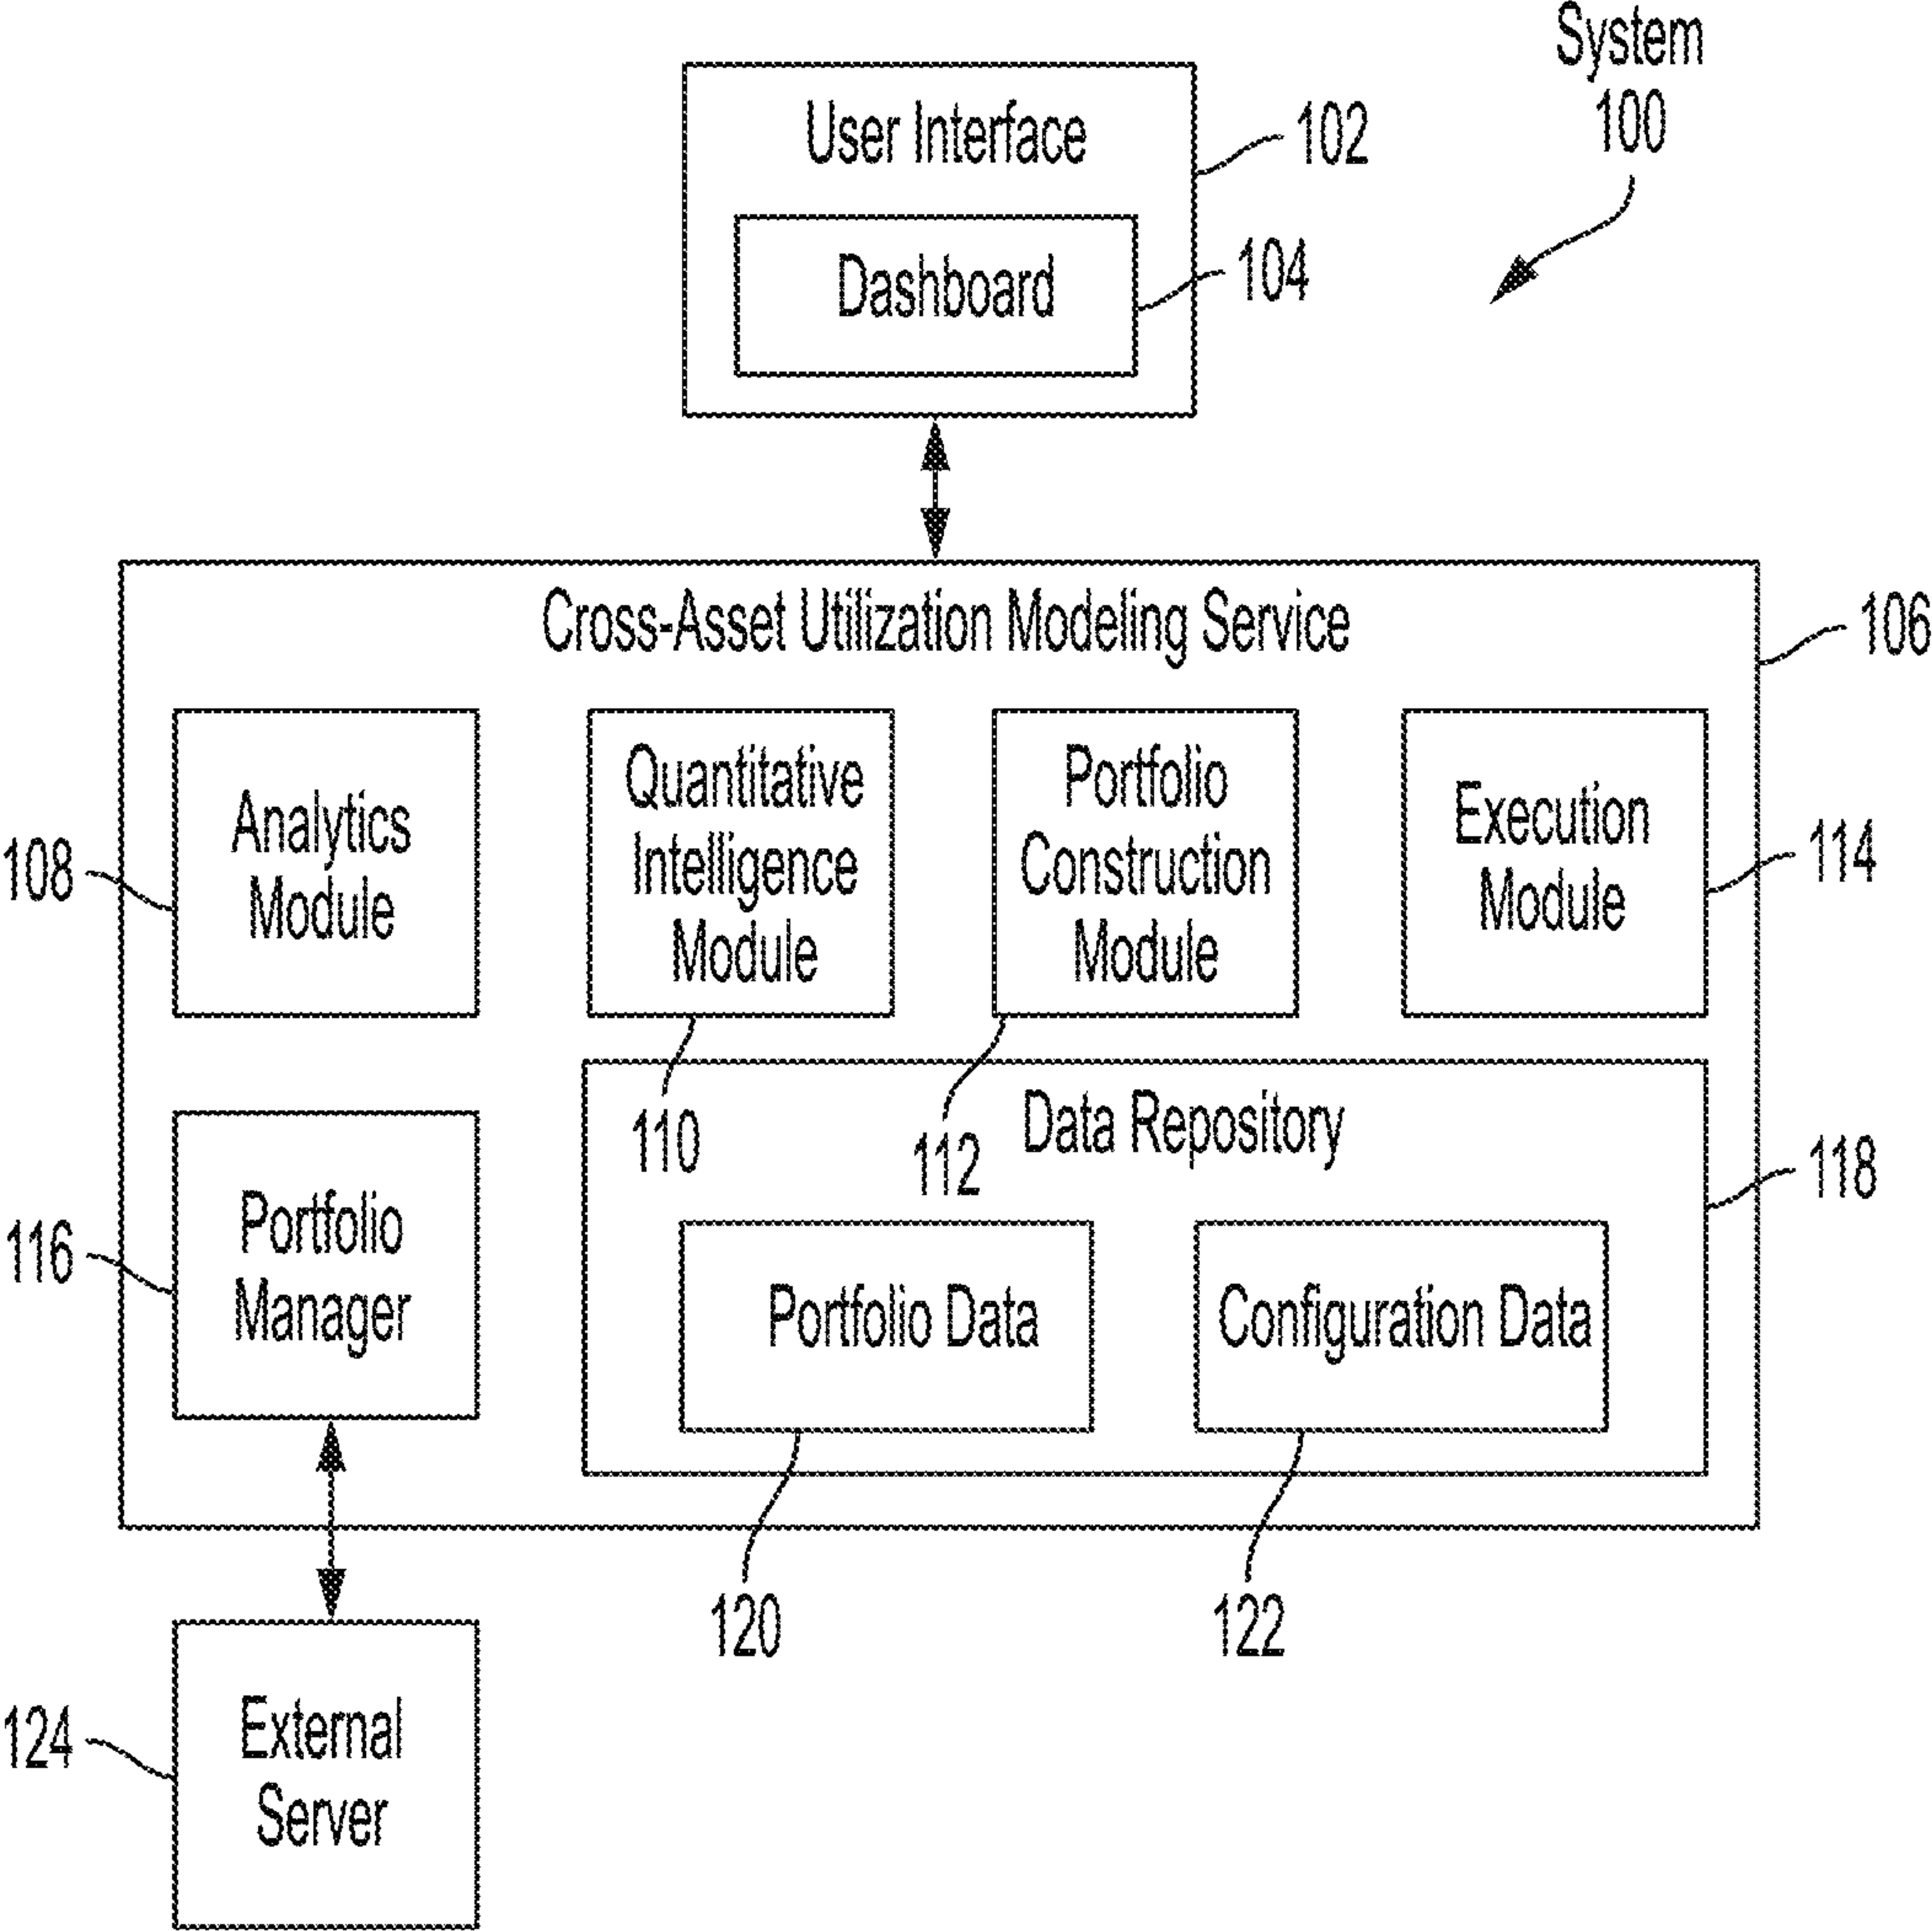 System
100
User Interface
102
Dashboard
104
Cross-Asset Utilization Modeling Service
106
Analytics
Module
108
Quantitative
Intelligence
Module
110
Portfolio
Construction
Module
112
Execution
Module
114
Portfolio
Manager
116
Data Repository
118
Portfolio Data
120
Configuration Data
122
External
Server
124